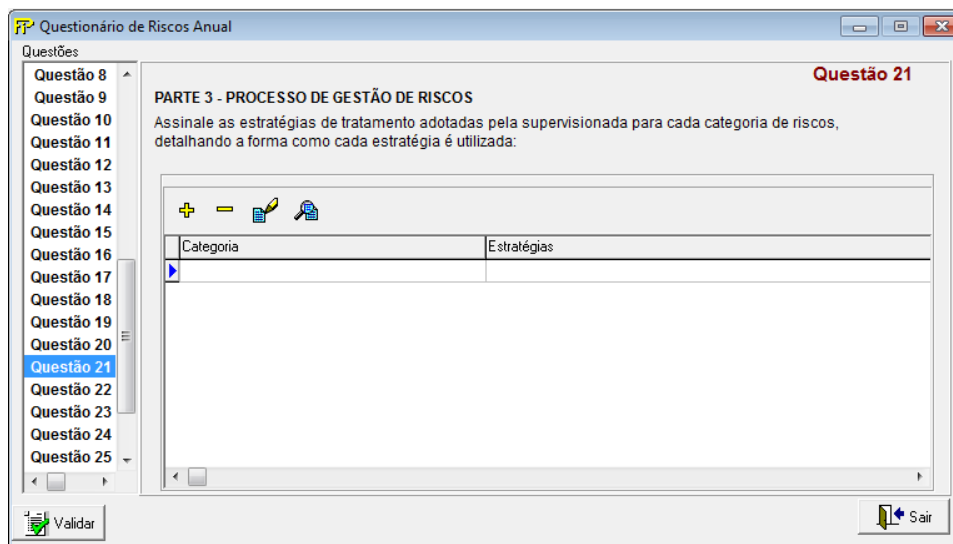 FP Questionário de Riscos Anual
Questões
Questão 8
Questão 9
Questão 10
Questão 11
Questão 12
Questão 13
Questão 14
Questão 15
Questão 16
Questão 17
Questão 18
Questão 19
Questão 20
Questão 21
Questão 22
Questão 23
Questão 24
Questão 25
Questão 21
PARTE 3 - PROCESSO DE GESTÃO DE RISCOS
Assinale as estratégias de tratamento adotadas pela supervisionada para cada categoria de riscos,
detalhando a forma como cada estratégia é utilizada:
Categoria Estratégias
Validar
Sair